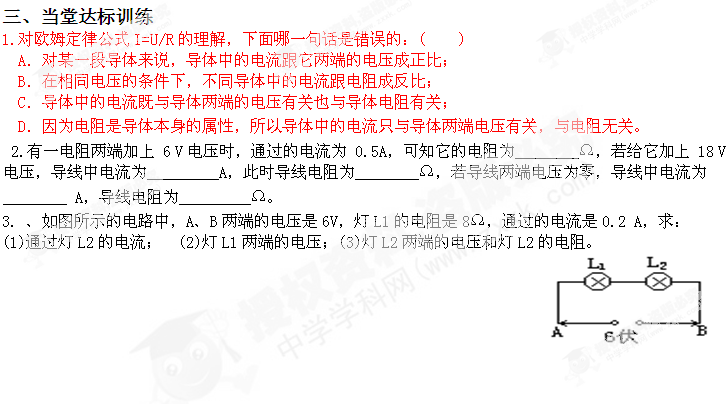 三、当堂达标训练
1.对欧姆定律公式 I=U/R 的理解，下面哪一句话是错误的：（    ）
A．对某一段导体来说，导体中的电流跟它两端的电压成正比；
B．在相同电压的条件下，不同导体中的电流跟电阻成反比；
C．导体中的电流既与导体两端的电压有关也与导体电阻有关；
D．因为电阻是导体本身的属性，所以导体中的电流只与导体两端电压有关，与电阻无关。
2.有一电阻两端加上 6V 电压时，通过的电流为 0.5A，可知它的电阻为_______Ω，若给它加上 18V
电压，导线中电流为________A，此时导线电阻为_______Ω，若导线两端电压为零，导线中电流为
_______ A，导线电阻为________Ω。
3. 、如图所示的电路中，A、B两端的电压是 6V，灯 L1 的电阻是 8Ω，通过的电流是 0.2 A，求：
(1)通过灯 L2 的电流；  (2)灯 L1 两端的电压；(3)灯 L2 两端的电压和灯 L2 的电阻。
L1 L2
A 6伏 B
中学学科网